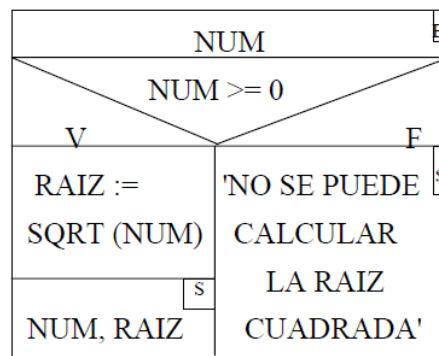 NUM
E
NUM >= 0
V
F
RAIZ :=
SQRT (NUM)
S
NUM, RAIZ
'NO SE PUEDE
CALCULAR
LA RAIZ
CUADRADA'